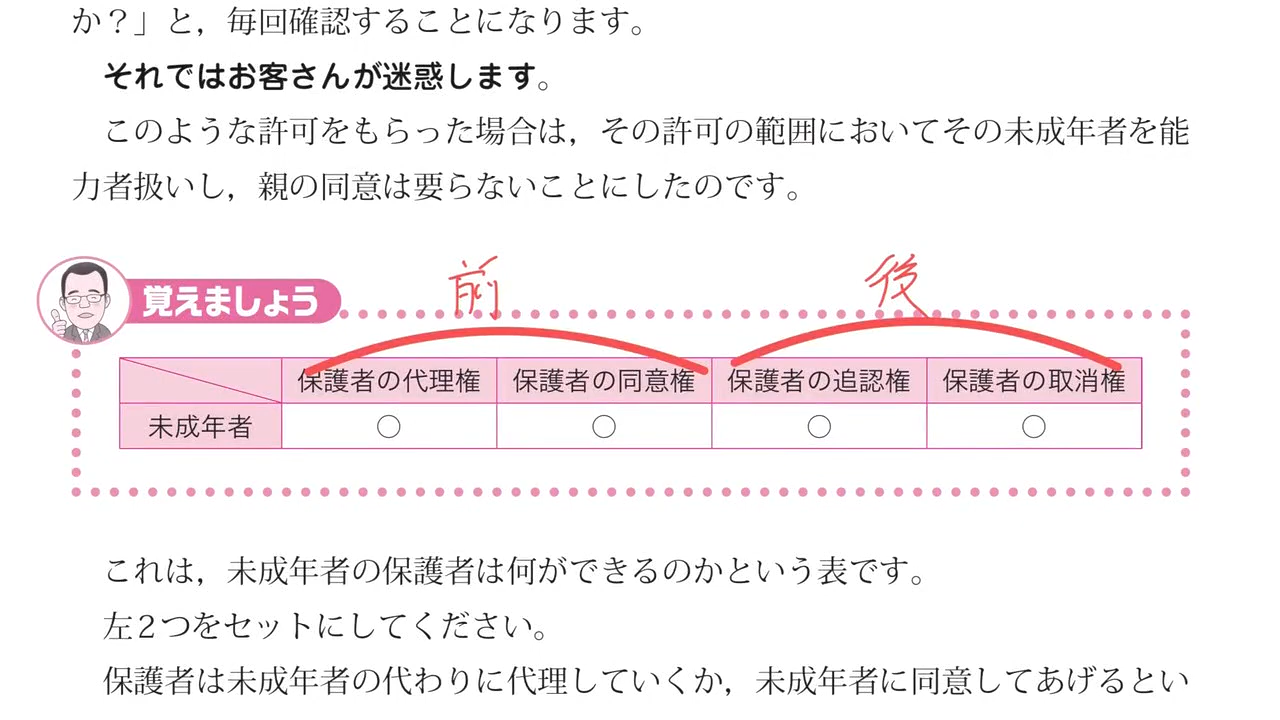 か？」と，毎回確認することになります。
それではお客さんが迷惑します。
このような許可をもらった場合は，その許可の範囲においてその未成年者を能
力者扱いし，親の同意は要らないことにしたのです。
前 後
覚えましょう
保護者の代理権 保護者の同意権 保護者の追認権 保護者の取消権
未成年者 ○ ○ ○ ○
これは，未成年者の保護者は何ができるのかという表です。
左２つをセットにしてください。
保護者は未成年者の代わりに代理していくか，未成年者に同意してあげるとい